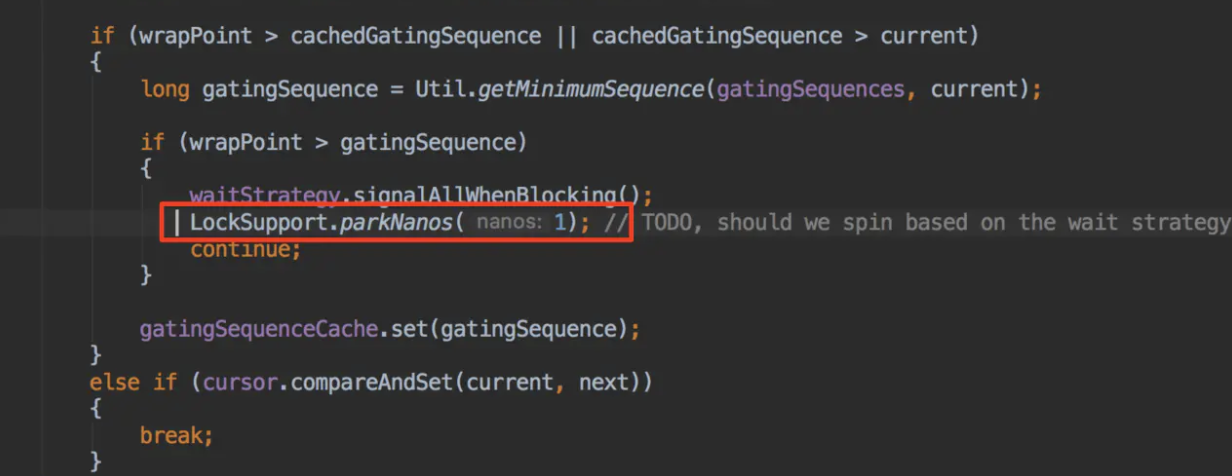 if (wrapPoint > cachedGatingSequence || cachedGatingSequence > current)
{
long gatingSequence = Util.getMinimumSequence(gatingSequences, current);
if (wrapPoint > gatingSequence)
{
waitStrategy.signalAllWhenBlocking();
LockSupport.parkNanos( nanos: 1); // TODO, should we spin based on the wait strategy
continue;
}
gatingSequenceCache.set(gatingSequence);
}
else if (cursor.compareAndSet(current, next))
{
break;
}